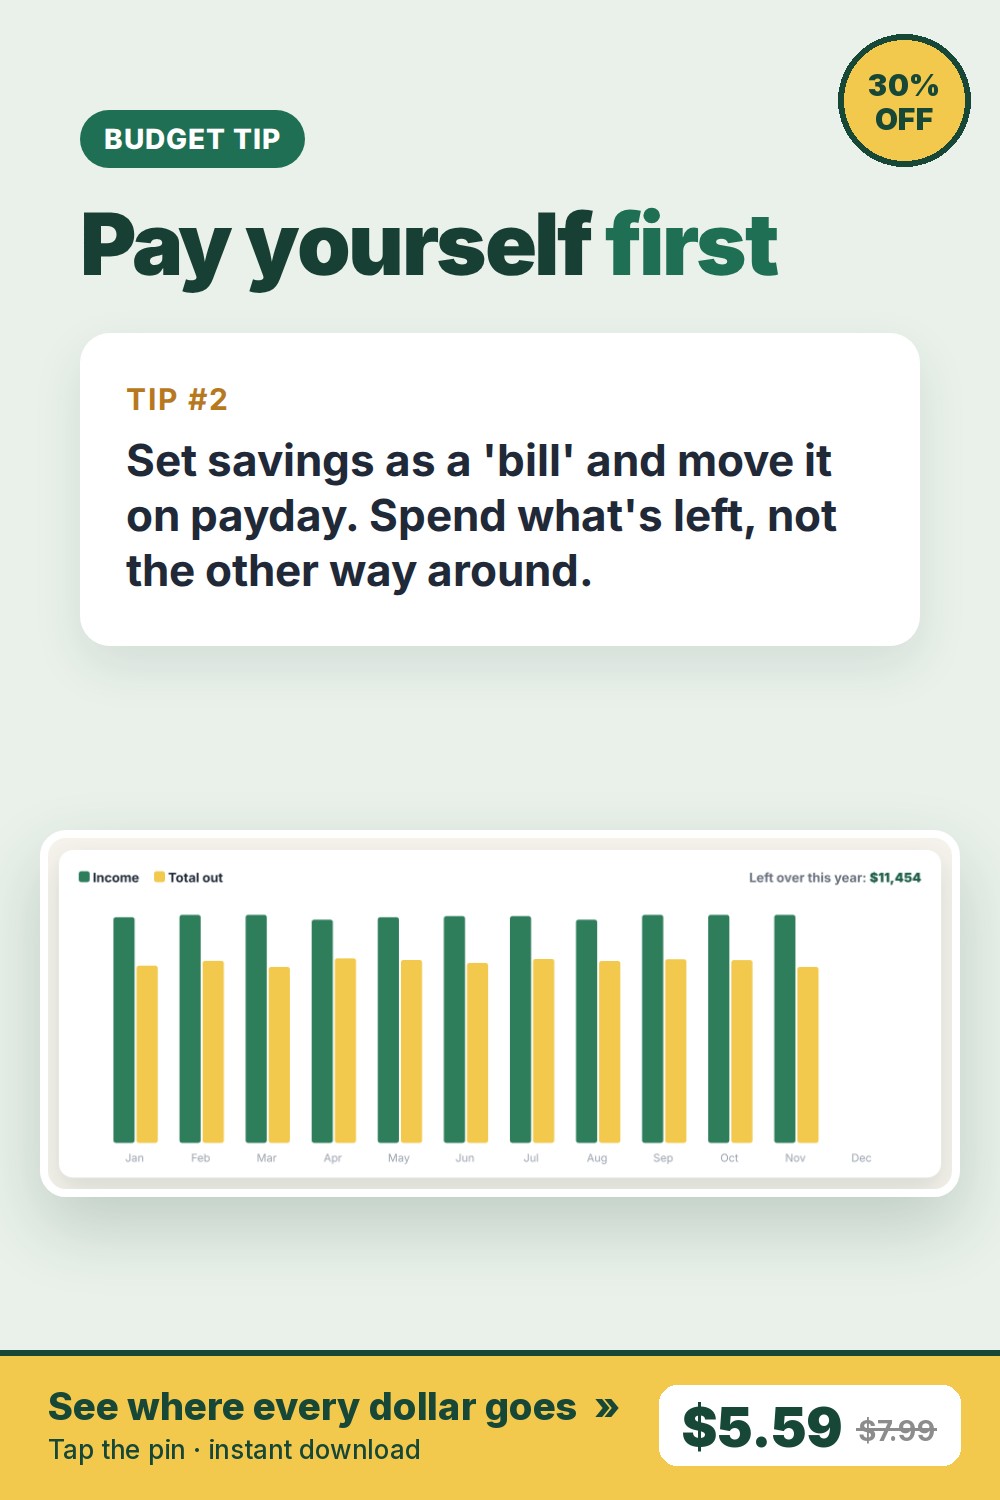 30%
OFF
BUDGET TIP
Pay yourself first
TIP #2
Set savings as a 'bill' and move it
on payday. Spend what's left, not
the other way around.
Income Total out
Left over this year: $11,454
Jan Feb Mar Apr May Jun Jul Aug Sep Oct Nov Dec
See where every dollar goes »
Tap the pin · instant download
$5.59 $7.99